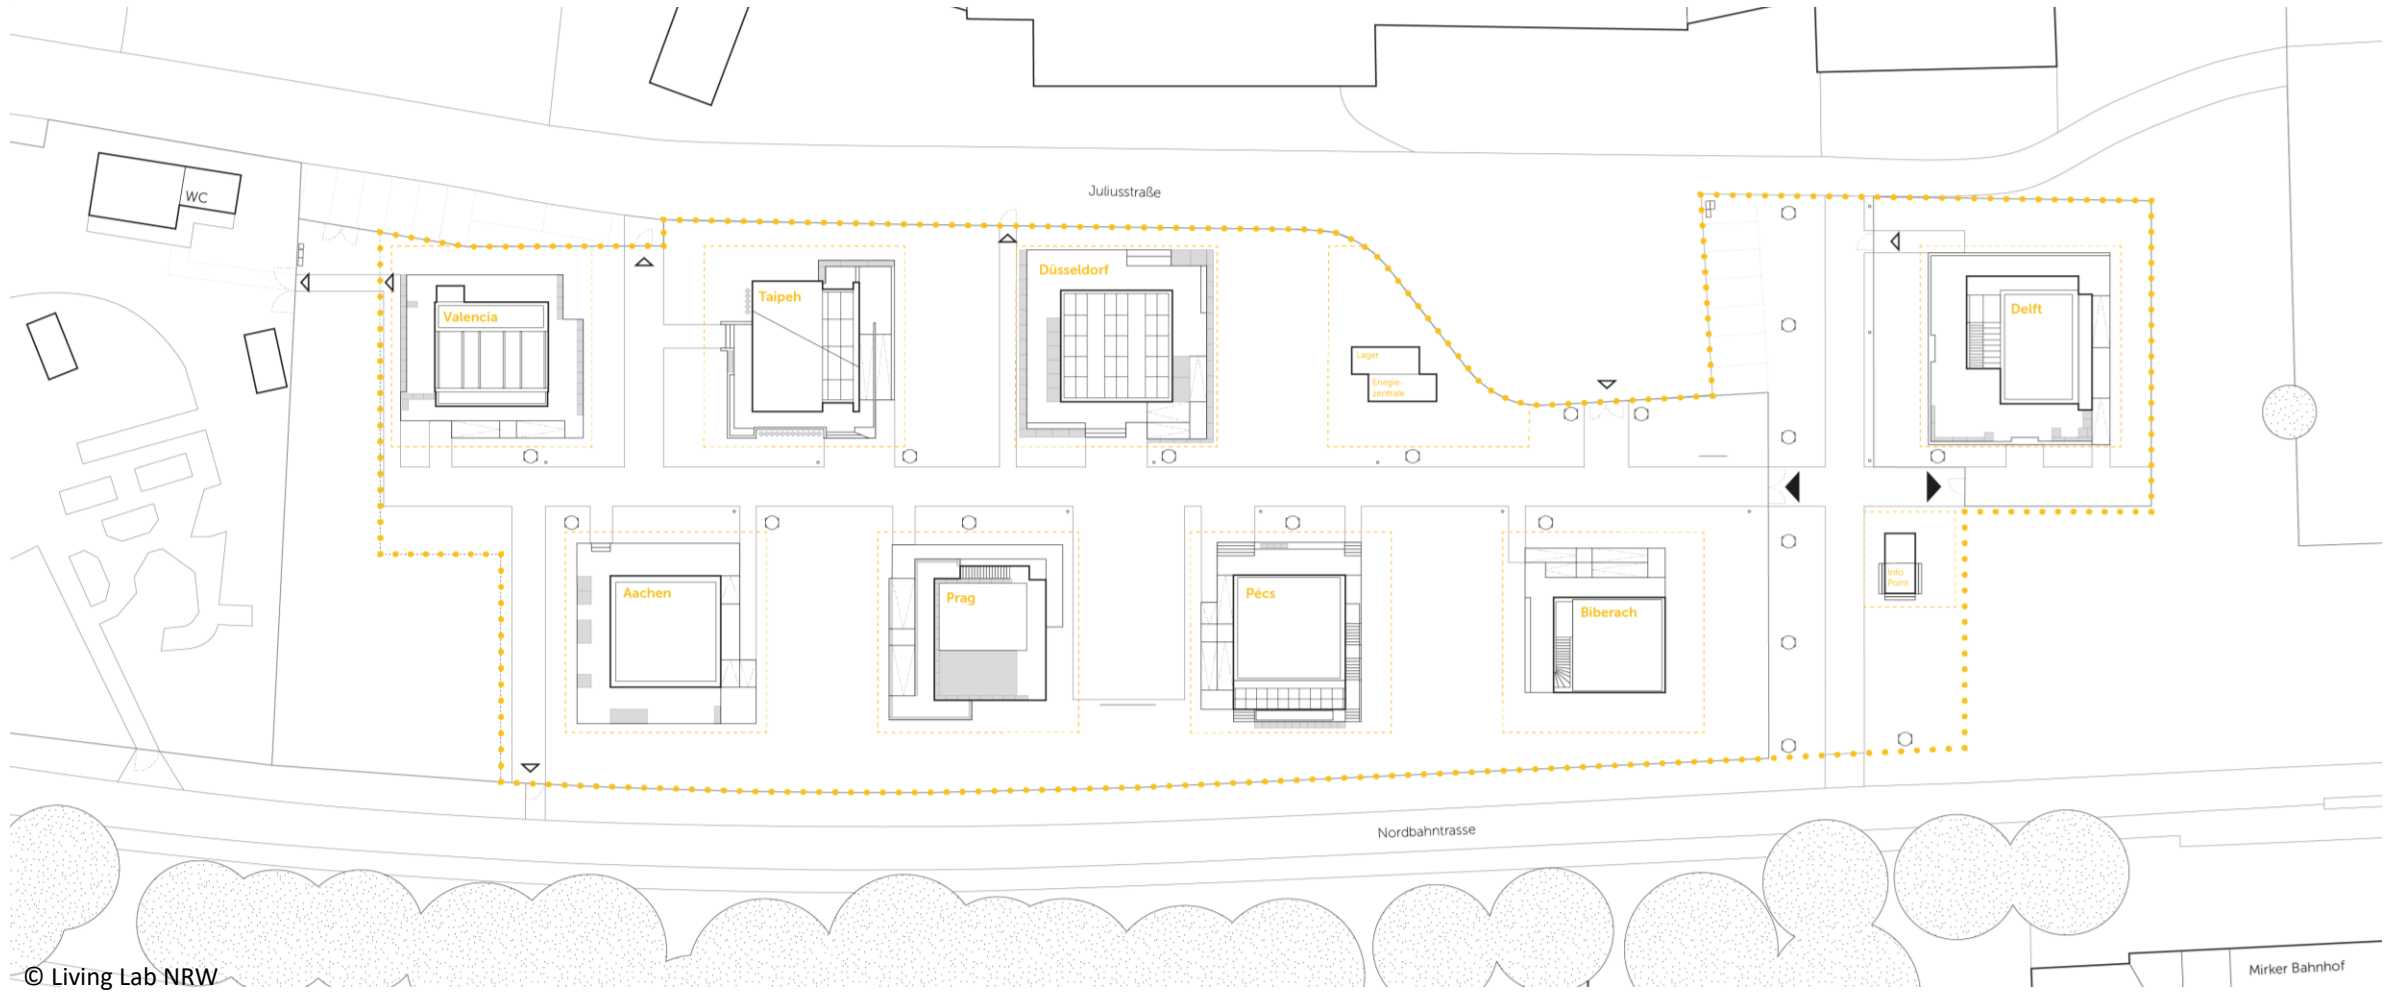 Juliusstraße
WC
Valencia
Taipeh
Düsseldorf
Lager
Enegie-
zentrale
Delft
Aachen
Prag
Pécs
Biberach
Info
Point
Nordbahntrasse
Mirker Bahnhof
© Living Lab NRW